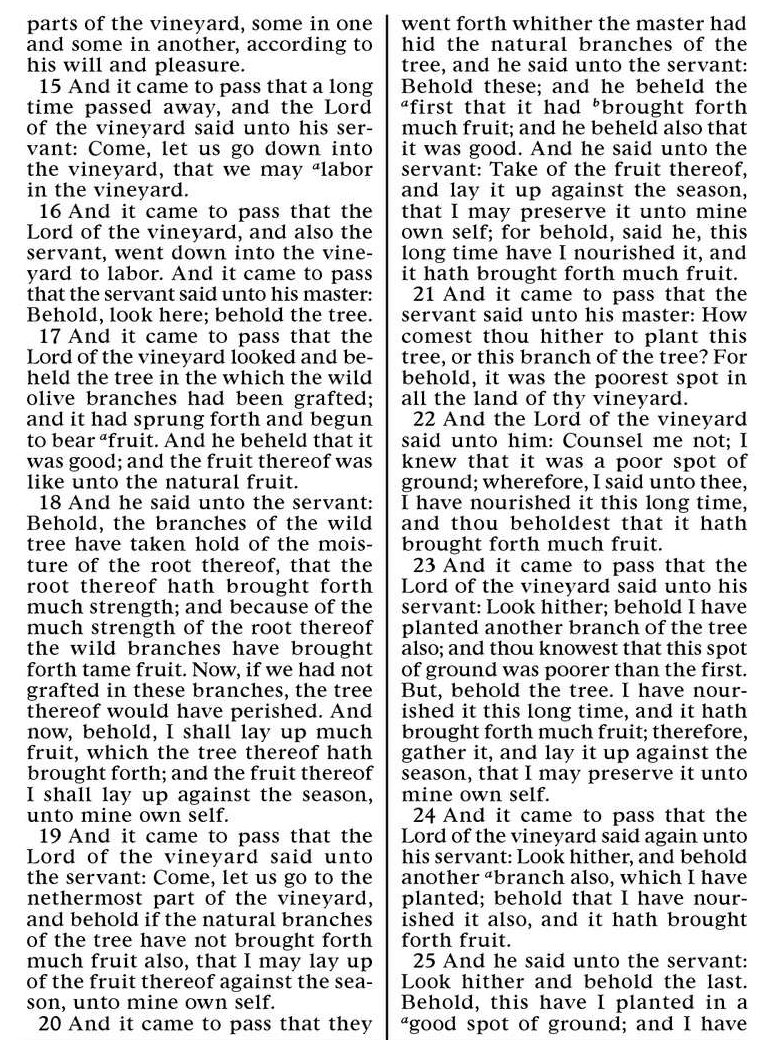 parts of the vineyard, some in one
and some in another, according to
his will and pleasure.
15 And it came to pass that a long
time passed away, and the Lord
of the vineyard said unto his ser-
vant: Come, let us go down into
the vineyard, that we may alabor
in the vineyard.
16 And it came to pass that the
Lord of the vineyard, and also the
servant, went down into the vine-
yard to labor. And it came to pass
that the servant said unto his master:
Behold, look here; behold the tree.
17 And it came to pass that the
Lord of the vineyard looked and be-
held the tree in the which the wild
olive branches had been grafted;
and it had sprung forth and begun
to bear afruit. And he beheld that it
was good; and the fruit thereof was
like unto the natural fruit.
18 And he said unto the servant:
Behold, the branches of the wild
tree have taken hold of the mois-
ture of the root thereof, that the
root thereof hath brought forth
much strength; and because of the
much strength of the root thereof
the wild branches have brought
forth tame fruit. Now, if we had not
grafted in these branches, the tree
thereof would have perished. And
now, behold, I shall lay up much
fruit, which the tree thereof hath
brought forth; and the fruit thereof
I shall lay up against the season,
unto mine own self.
19 And it came to pass that the
Lord of the vineyard said unto
the servant: Come, let us go to the
nethermost part of the vineyard,
and behold if the natural branches
of the tree have not brought forth
much fruit also, that I may lay up
of the fruit thereof against the sea-
son, unto mine own self.
20 And it came to pass that they
went forth whither the master had
hid the natural branches of the
tree, and he said unto the servant:
Behold these; and he beheld the
afirst that it had bbrought forth
much fruit; and he beheld also that
it was good. And he said unto the
servant: Take of the fruit thereof,
and lay it up against the season,
that I may preserve it unto mine
own self; for behold, said he, this
long time have I nourished it, and
it hath brought forth much fruit.
21 And it came to pass that the
servant said unto his master: How
comest thou hither to plant this
tree, or this branch of the tree? For
behold, it was the poorest spot in
all the land of thy vineyard.
22 And the Lord of the vineyard
said unto him: Counsel me not; I
knew that it was a poor spot of
ground; wherefore, I said unto thee,
I have nourished it this long time,
and thou beholdest that it hath
brought forth much fruit.
23 And it came to pass that the
Lord of the vineyard said unto his
servant: Look hither; behold I have
planted another branch of the tree
also; and thou knowest that this spot
of ground was poorer than the first.
But, behold the tree. I have nour-
ished it this long time, and it hath
brought forth much fruit; therefore,
gather it, and lay it up against the
season, that I may preserve it unto
mine own self.
24 And it came to pass that the
Lord of the vineyard said again unto
his servant: Look hither, and behold
another abranch also, which I have
planted; behold that I have nour-
ished it also, and it hath brought
forth fruit.
25 And he said unto the servant:
Look hither and behold the last.
Behold, this have I planted in a
agood spot of ground; and I have